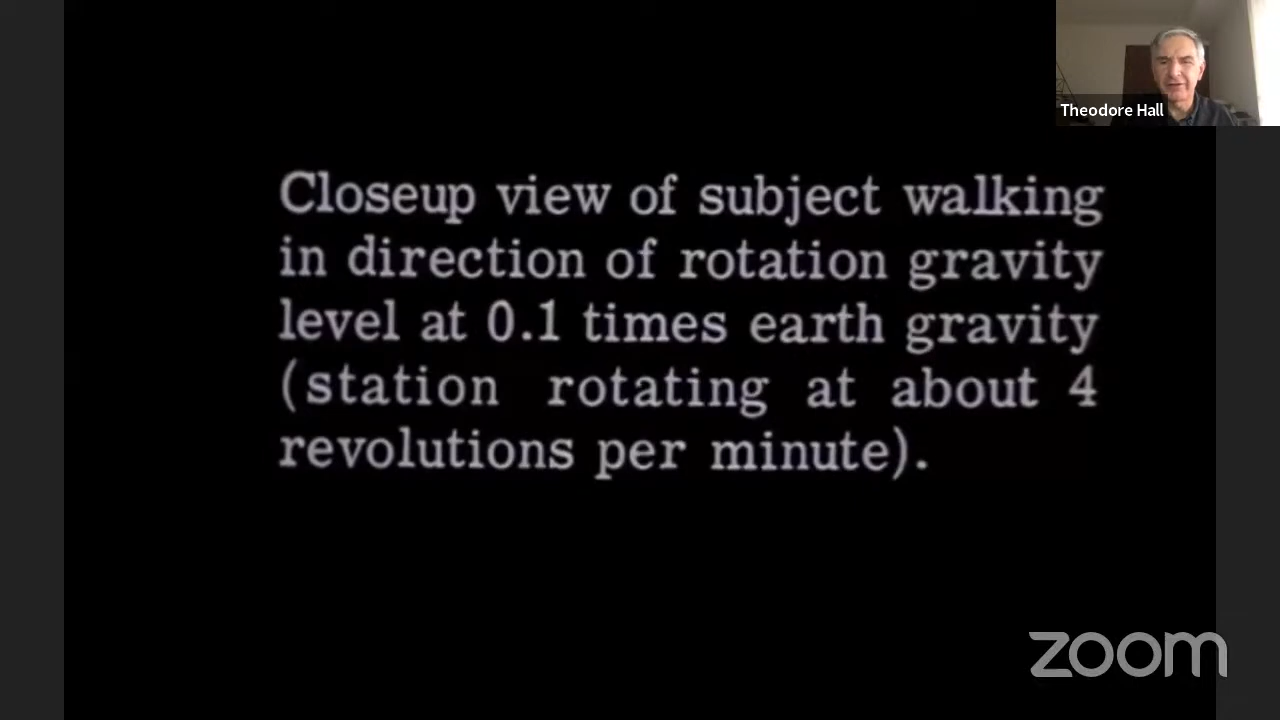 Theodore Hall
Closeup view of subject walking
in direction of rotation gravity
level at 0.1 times earth gravity
(station rotating at about 4
revolutions per minute).
zoom